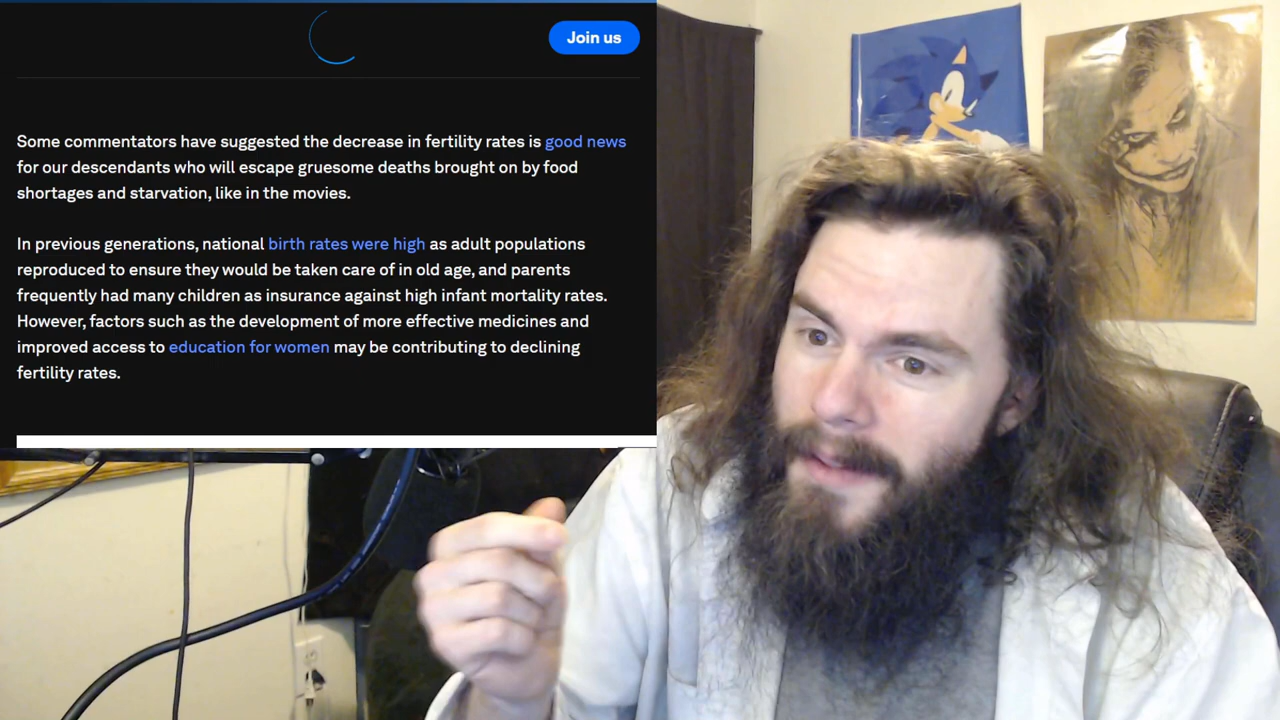 Join us
Some commentators have suggested the decrease in fertility rates is good news
for our descendants who will escape gruesome deaths brought on by food
shortages and starvation, like in the movies.
In previous generations, national birth rates were high as adult populations
reproduced to ensure they would be taken care of in old age, and parents
frequently had many children as insurance against high infant mortality rates.
However, factors such as the development of more effective medicines and
improved access to education for women may be contributing to declining
fertility rates.